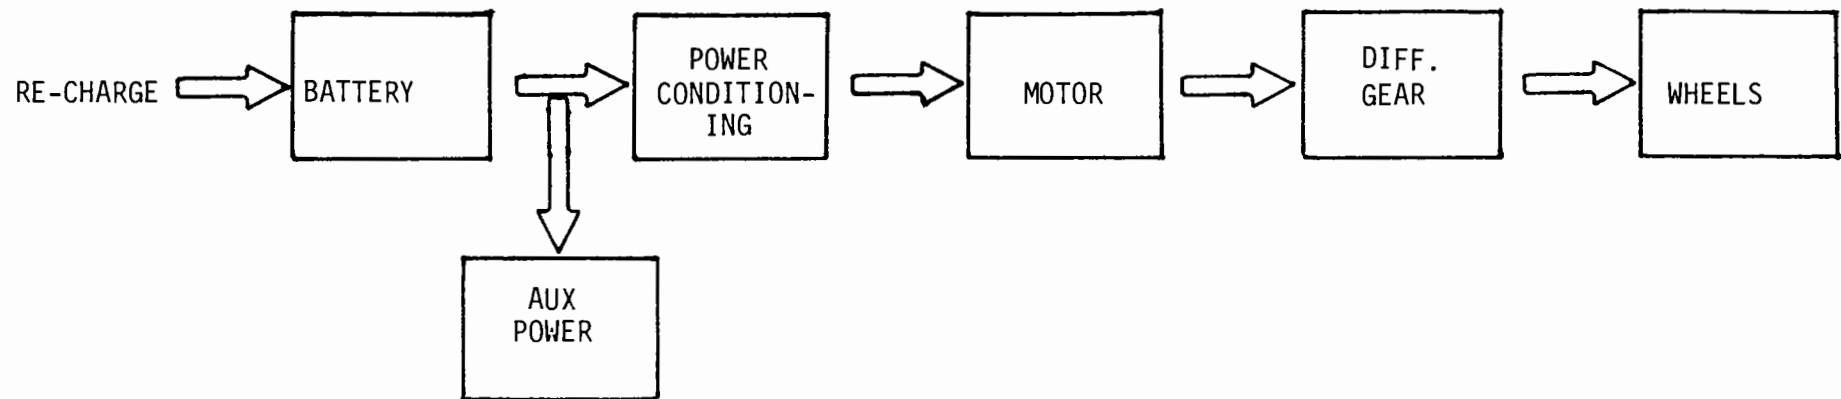 RE-CHARGE
BATTERY
POWER
CONDITION-
ING
MOTOR
DIFF.
GEAR
WHEELS
AUX
POWER